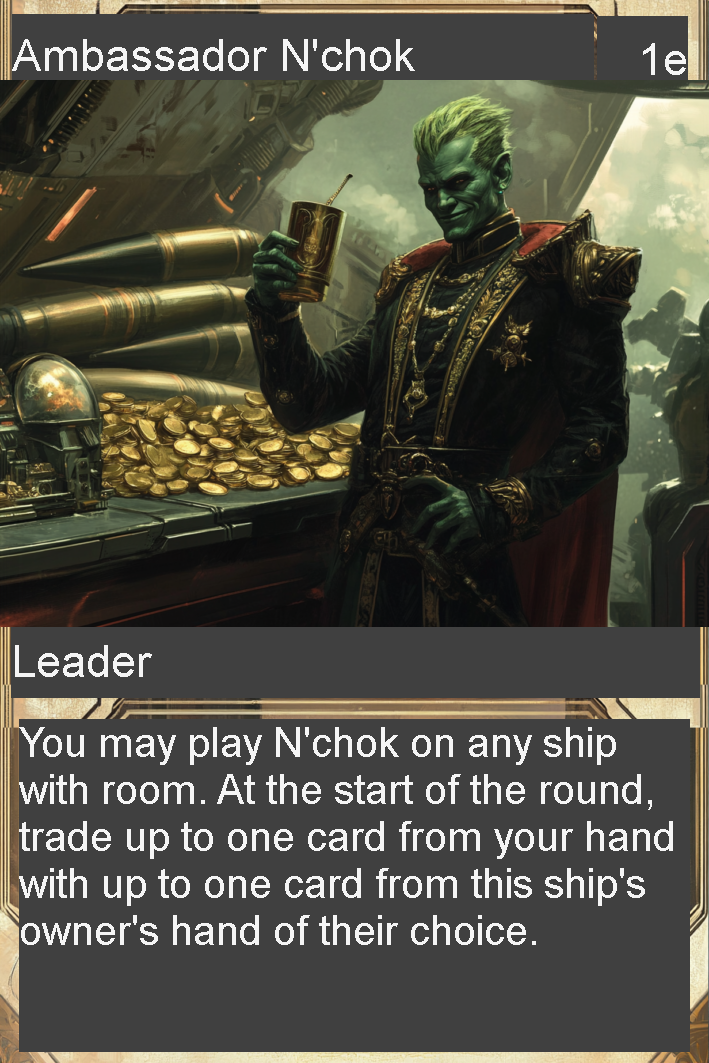 Ambassador N'chok
1e
Leader
You may play N'chok on any ship
with room. At the start of the round,
trade up to one card from your hand
with up to one card from this ship's
owner's hand of their choice.